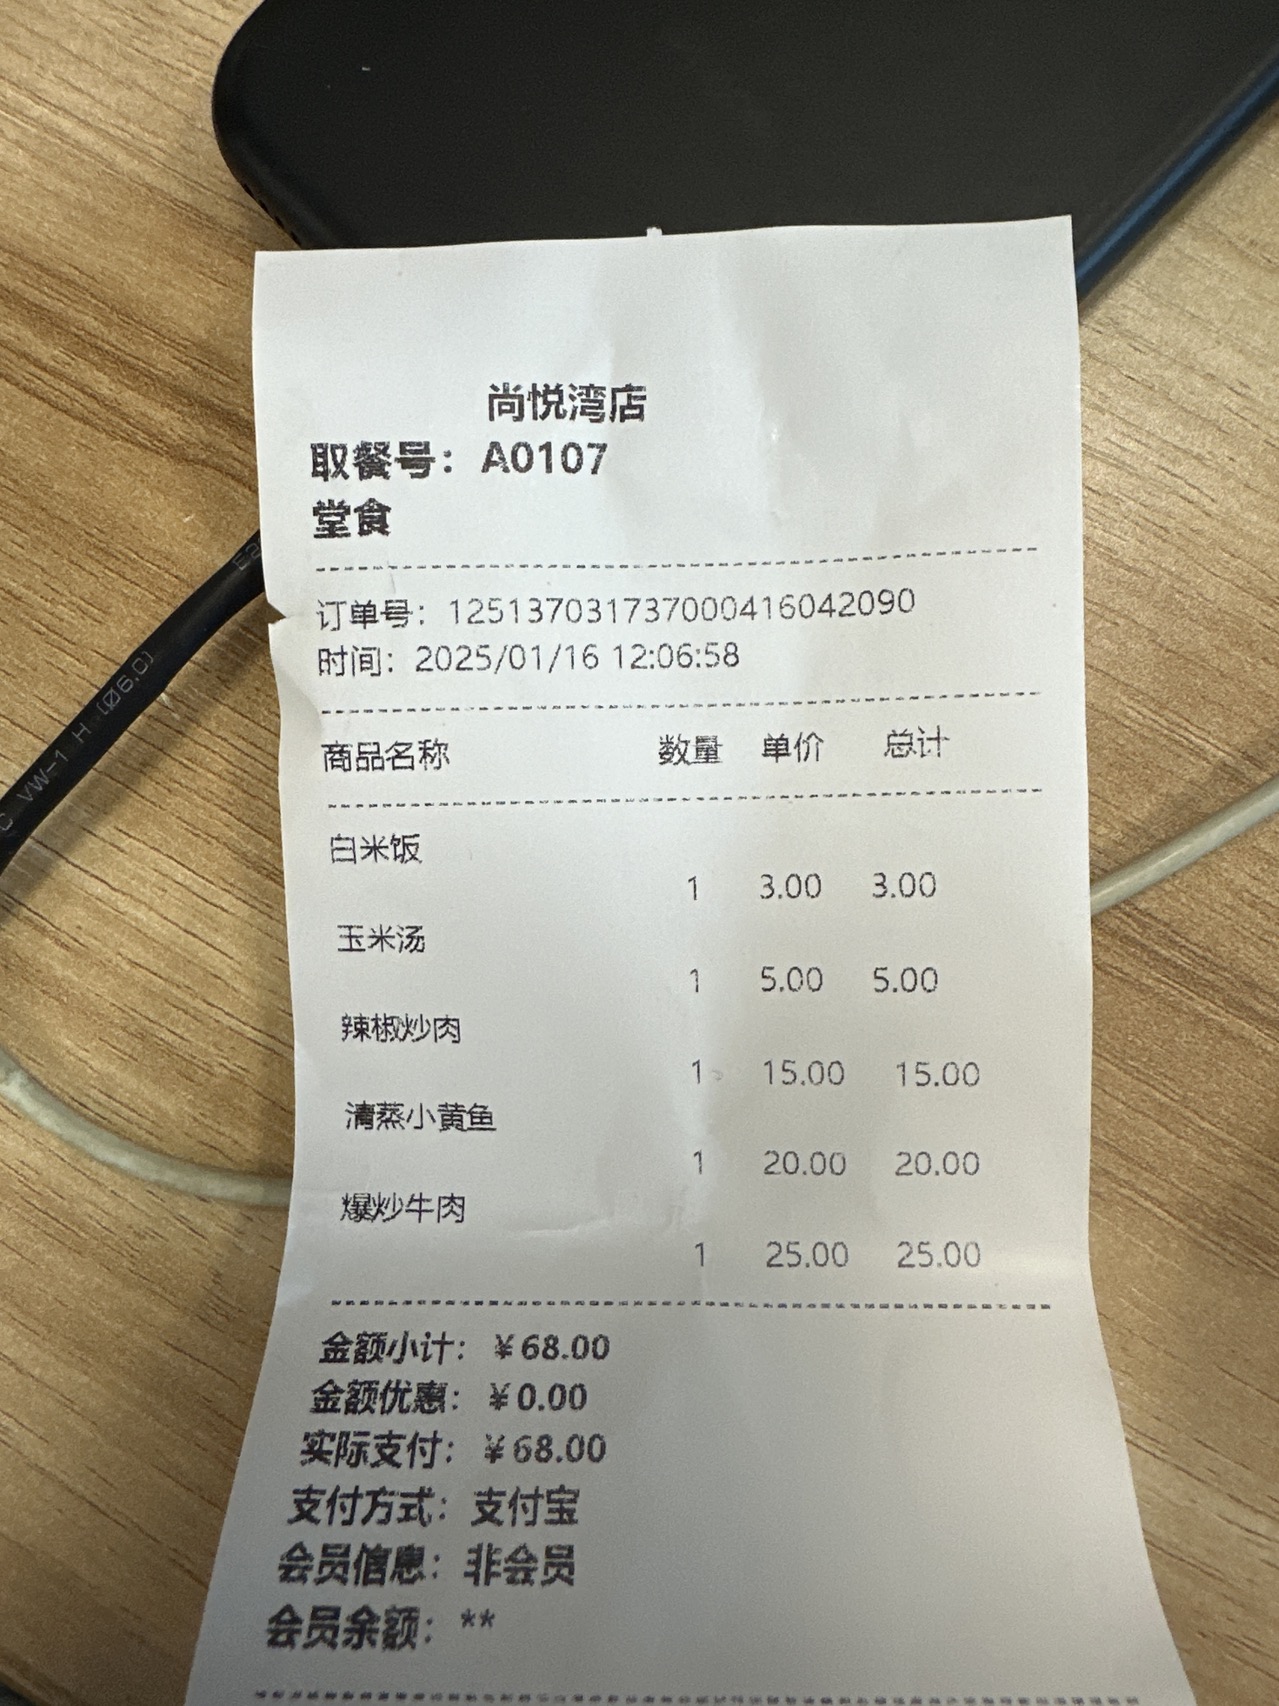 尚悦湾店
取餐号：A0107
堂食
订单号：125137031737000416042090
时间：2025/01/16 12:06:58
商品名称 数量 单价 总计
白米饭
1 3.00 3.00
玉米汤
1 5.00 5.00
辣椒炒肉
1 15.00 15.00
清蒸小黄鱼
1 20.00 20.00
爆炒牛肉
1 25.00 25.00
金额小计：￥68.00
金额优惠：￥0.00
实际支付：￥68.00
支付方式：支付宝
会员信息：非会员
会员余额：**
VW-1 H (Ø6.0)